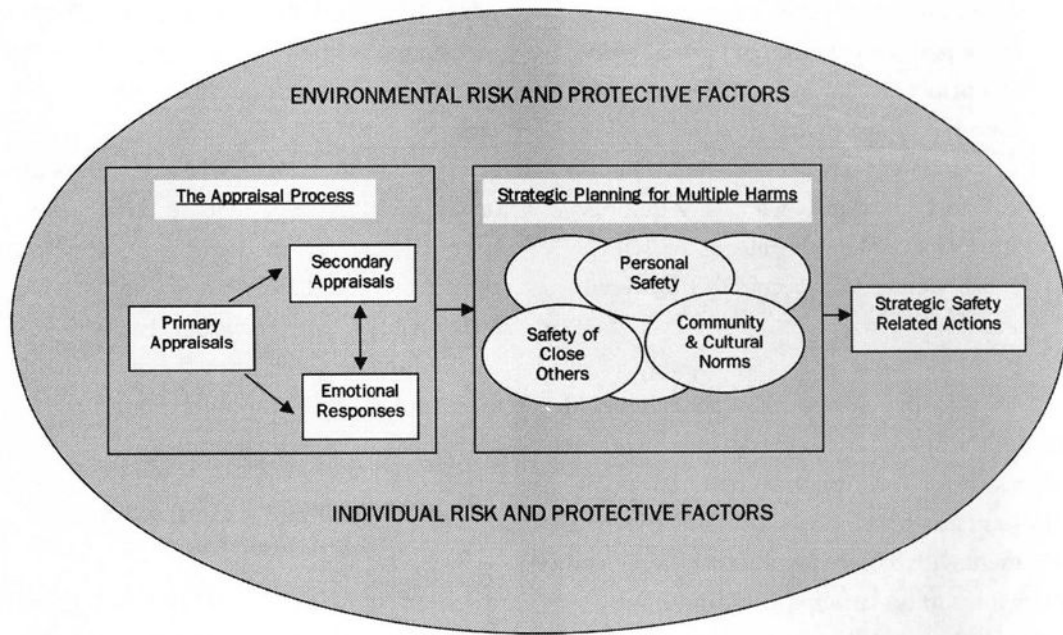 ENVIRONMENTAL RISK AND PROTECTIVE FACTORS
The Appraisal Process
Primary
Appraisals
Secondary
Appraisals
Emotional
Responses
Strategic Planning for Multiple Harms
Personal
Safety
Safety of
Close
Others
Community
& Cultural
Norms
Strategic Safety
Related Actions
INDIVIDUAL RISK AND PROTECTIVE FACTORS